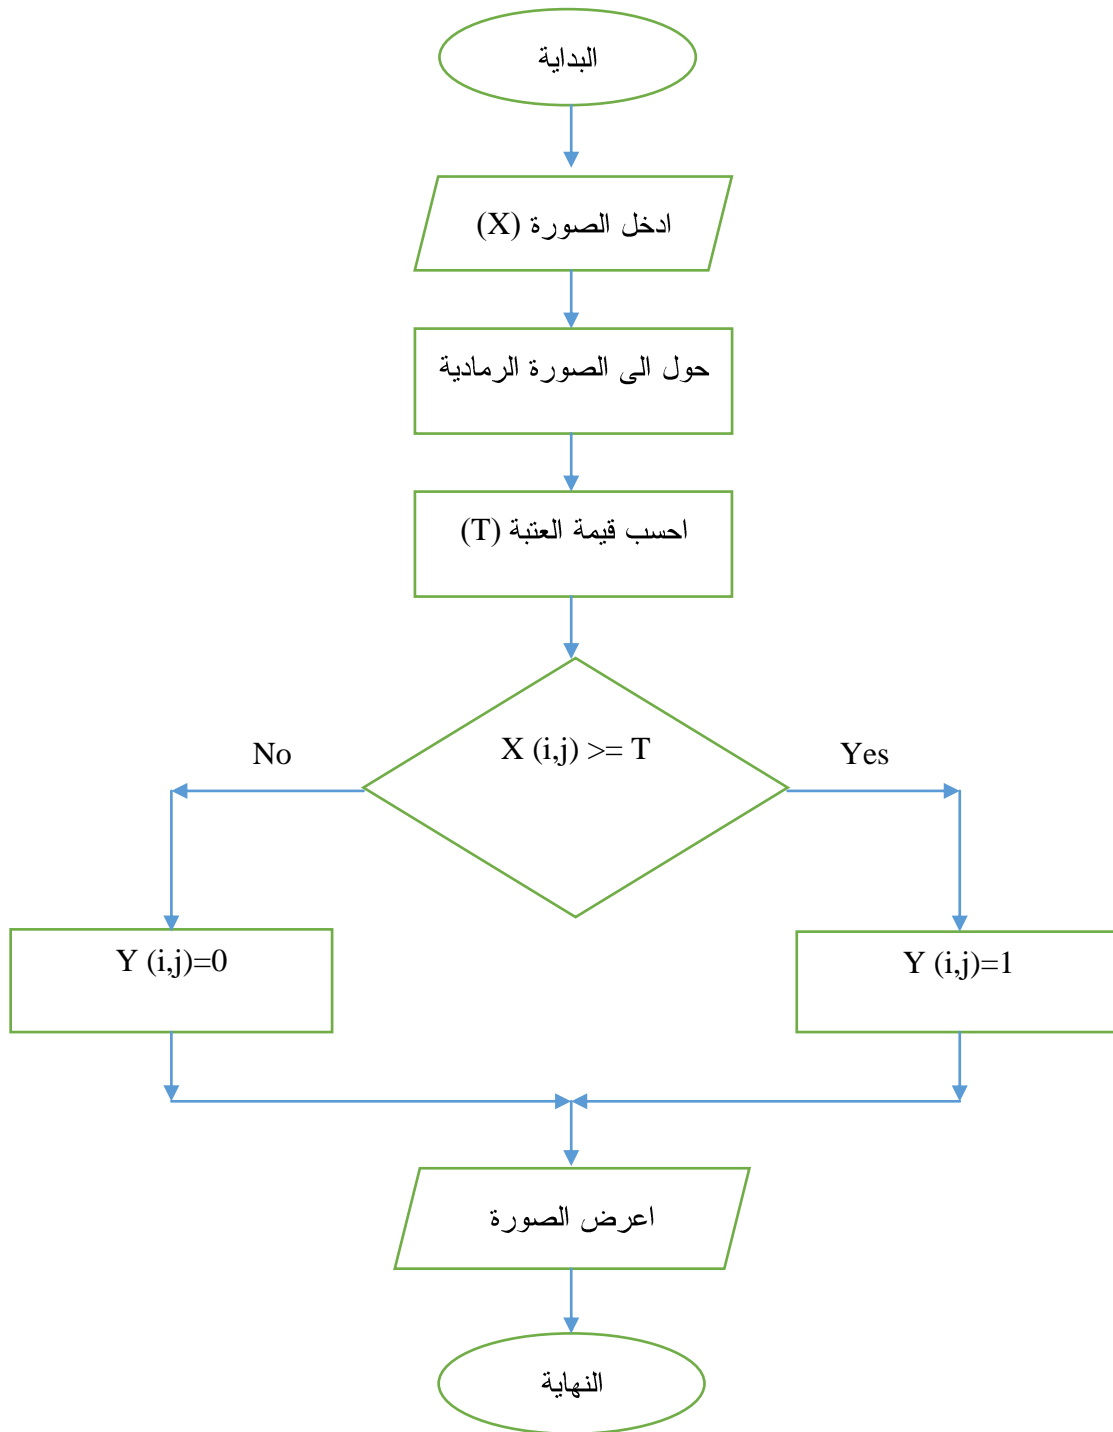 البداية
ادخل الصورة (X)
حول الى الصورة الرمادية
احسب قيمة العتبة (T)
X (i,j) >= T
No
Yes
Y (i,j)=0
Y (i,j)=1
اعرض الصورة
النهاية